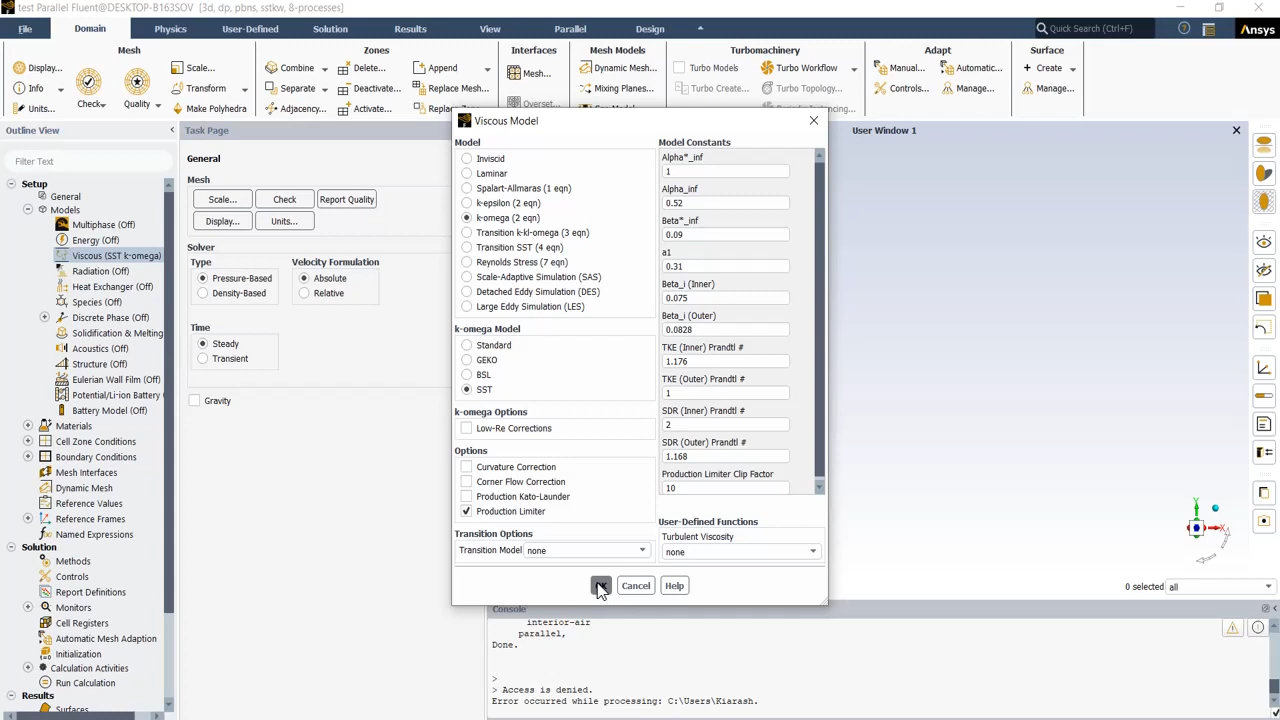 test Parallel Fluent@DESKTOP-B163SOV [3d, dp, pbns, sstkw, 8-processes]
File Domain Physics User-Defined Solution Results View Parallel Design Quick Search (Ctrl+F) Ansys
Mesh Zones Interfaces Mesh Models Turbomachinery Adapt Surface
Display... Scale... Combine Delete... Append Mesh... Dynamic Mesh... Turbo Models Turbo Workflow Manual... Automatic... Create
Info Check Quality Transform Separate Deactivate... Replace Mesh... Mixing Planes... Turbo Create... Turbo Topology... Controls... Manage... Manage...
Units... Make Polyhedra Adjacency... Activate... Overset...
Outline View Task Page User Window 1
Filter Text
Setup
General
Models
Multiphase (Off)
Energy (Off)
Viscous (SST k-omega)
Radiation (Off)
Heat Exchanger (Off)
Species (Off)
Discrete Phase (Off)
Solidification & Melting
Acoustics (Off)
Structure (Off)
Eulerian Wall Film (Off)
Potential/Li-ion Battery
Battery Model (Off)
Materials
Cell Zone Conditions
Boundary Conditions
Mesh Interfaces
Dynamic Mesh
Reference Values
Reference Frames
Named Expressions
Solution
Methods
Controls
Report Definitions
Monitors
Cell Registers
Automatic Mesh Adaption
Initialization
Calculation Activities
Run Calculation
Results
Surfaces
General
Mesh
Scale... Check Report Quality
Display... Units...
Solver
Type Velocity Formulation
Pressure-Based Absolute
Density-Based Relative
Time
Steady
Transient
Gravity
Viscous Model
Model
Inviscid
Laminar
Spalart-Allmaras (1 eqn)
k-epsilon (2 eqn)
k-omega (2 eqn)
Transition k-kl-omega (3 eqn)
Transition SST (4 eqn)
Reynolds Stress (7 eqn)
Scale-Adaptive Simulation (SAS)
Detached Eddy Simulation (DES)
Large Eddy Simulation (LES)
k-omega Model
Standard
GEKO
BSL
SST
k-omega Options
Low-Re Corrections
Options
Curvature Correction
Corner Flow Correction
Production Kato-Launder
Production Limiter
Transition Options
Transition Model none
Model Constants
Alpha*_inf
1
Alpha_inf
0.52
Beta*_inf
0.09
a1
0.31
Beta_i (Inner)
0.075
Beta_i (Outer)
0.0828
TKE (Inner) Prandtl #
1.176
TKE (Outer) Prandtl #
1
SDR (Inner) Prandtl #
2
SDR (Outer) Prandtl #
1.168
Production Limiter Clip Factor
10
User-Defined Functions
Turbulent Viscosity
none
Cancel Help
Y
X
0 selected all
Console
interior-air
parallel,
Done.
>
> Access is denied.
Error occurred while processing: C:\Users\Kiarash.